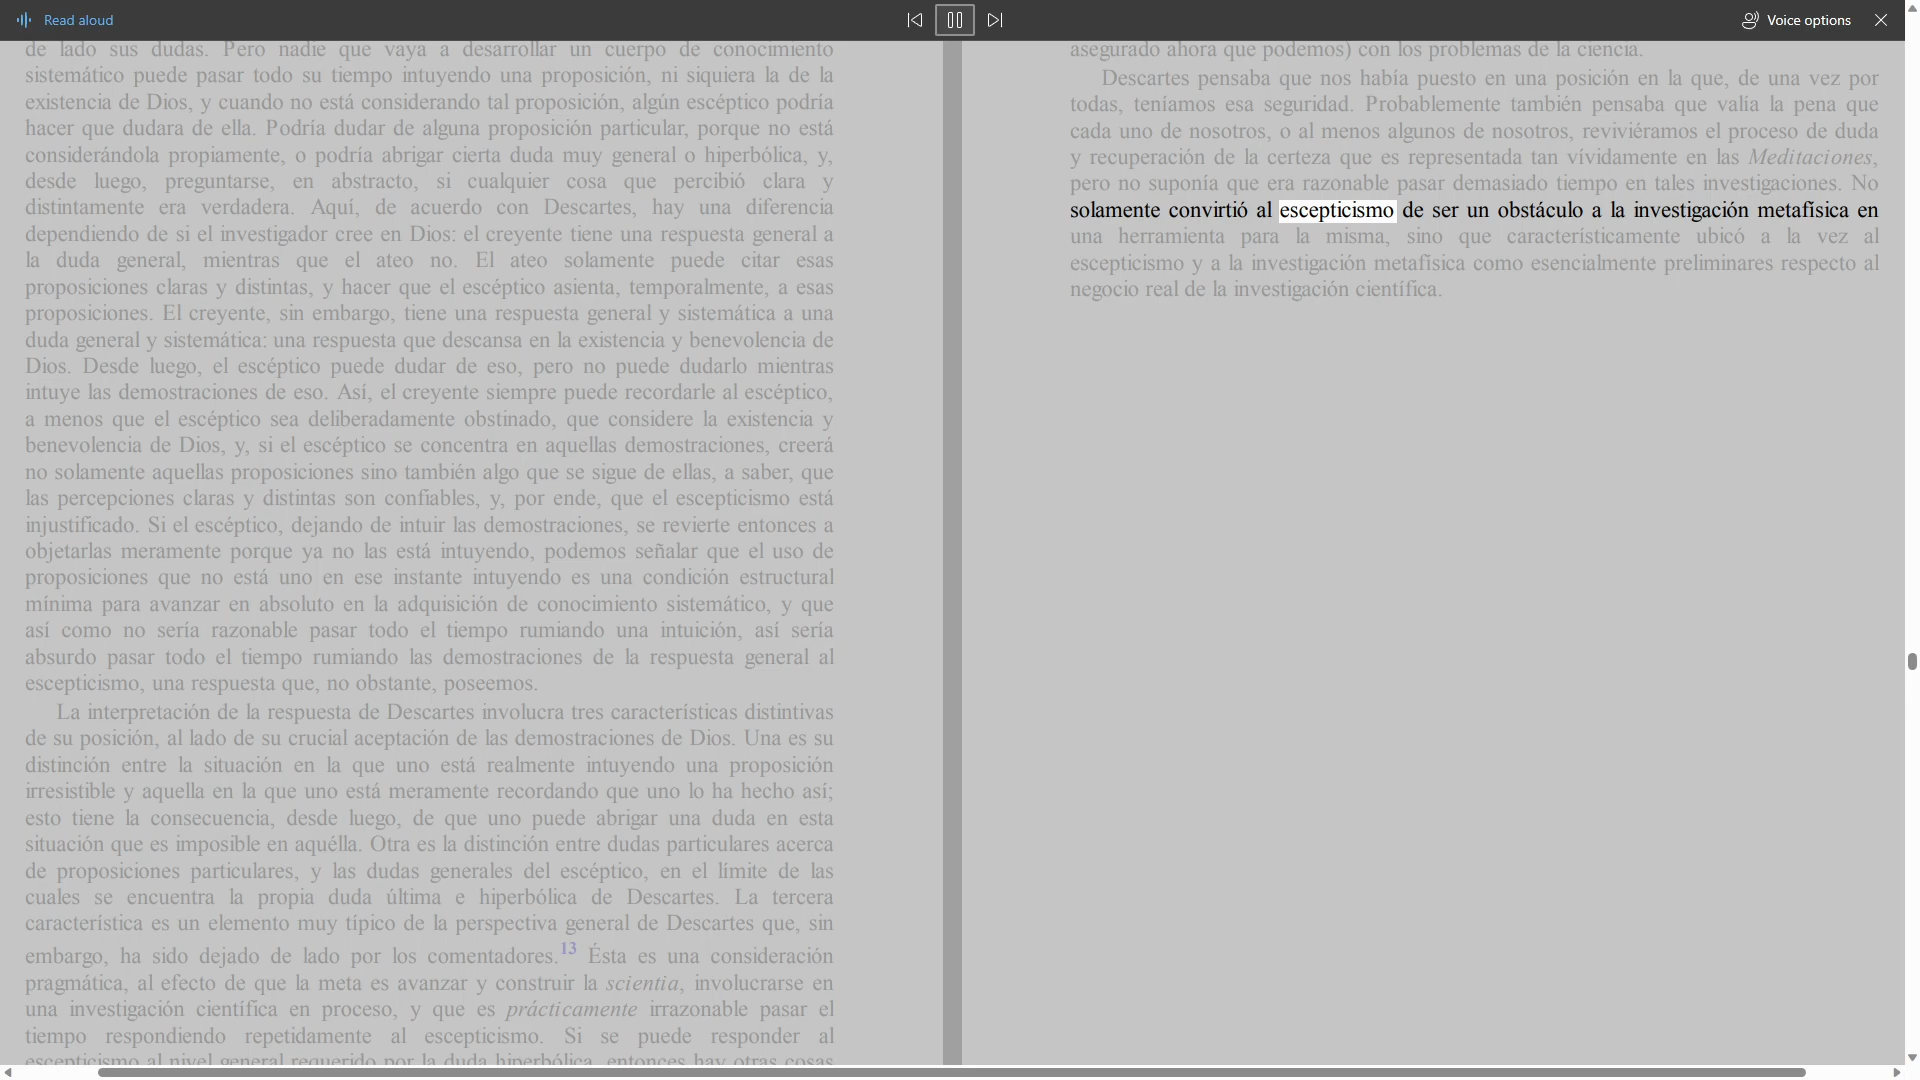 Read aloud
Voice options
de lado sus dudas. Pero nadie que vaya a desarrollar un cuerpo de conocimiento
sistemático puede pasar todo su tiempo intuyendo una proposición, ni siquiera la de la
existencia de Dios, y cuando no está considerando tal proposición, algún escéptico podría
hacer que dudara de ella. Podría dudar de alguna proposición particular, porque no está
considerándola propiamente, o podría abrigar cierta duda muy general o hiperbólica, y,
desde luego, preguntarse, en abstracto, si cualquier cosa que percibió clara y
distintamente era verdadera. Aquí, de acuerdo con Descartes, hay una diferencia
dependiendo de si el investigador cree en Dios: el creyente tiene una respuesta general a
la duda general, mientras que el ateo no. El ateo solamente puede citar esas
proposiciones claras y distintas, y hacer que el escéptico asienta, temporalmente, a esas
proposiciones. El creyente, sin embargo, tiene una respuesta general y sistemática a una
duda general y sistemática: una respuesta que descansa en la existencia y benevolencia de
Dios. Desde luego, el escéptico puede dudar de eso, pero no puede dudarlo mientras
intuye las demostraciones de eso. Así, el creyente siempre puede recordarle al escéptico,
a menos que el escéptico sea deliberadamente obstinado, que considere la existencia y
benevolencia de Dios, y, si el escéptico se concentra en aquellas demostraciones, creerá
no solamente aquellas proposiciones sino también algo que se sigue de ellas, a saber, que
las percepciones claras y distintas son confiables, y, por ende, que el escepticismo está
injustificado. Si el escéptico, dejando de intuir las demostraciones, se revierte entonces a
objetarlas meramente porque ya no las está intuyendo, podemos señalar que el uso de
proposiciones que no está uno en ese instante intuyendo es una condición estructural
mínima para avanzar en absoluto en la adquisición de conocimiento sistemático, y que
así como no sería razonable pasar todo el tiempo rumiando una intuición, así sería
absurdo pasar todo el tiempo rumiando las demostraciones de la respuesta general al
escepticismo, una respuesta que, no obstante, poseemos.
La interpretación de la respuesta de Descartes involucra tres características distintivas
de su posición, al lado de su crucial aceptación de las demostraciones de Dios. Una es su
distinción entre la situación en la que uno está realmente intuyendo una proposición
irresistible y aquella en la que uno está meramente recordando que uno lo ha hecho así;
esto tiene la consecuencia, desde luego, de que uno puede abrigar una duda en esta
situación que es imposible en aquélla. Otra es la distinción entre dudas particulares acerca
de proposiciones particulares, y las dudas generales del escéptico, en el límite de las
cuales se encuentra la propia duda última e hiperbólica de Descartes. La tercera
característica es un elemento muy típico de la perspectiva general de Descartes que, sin
embargo, ha sido dejado de lado por los comentadores.13 Ésta es una consideración
pragmática, al efecto de que la meta es avanzar y construir la scientia, involucrarse en
una investigación científica en proceso, y que es prácticamente irrazonable pasar el
tiempo respondiendo repetidamente al escepticismo. Si se puede responder al
escepticismo al nivel general requerido por la duda hiperbólica, entonces hay otras cosas
asegurado ahora que podemos) con los problemas de la ciencia.
Descartes pensaba que nos había puesto en una posición en la que, de una vez por
todas, teníamos esa seguridad. Probablemente también pensaba que valía la pena que
cada uno de nosotros, o al menos algunos de nosotros, reviviéramos el proceso de duda
y recuperación de la certeza que es representada tan vívidamente en las Meditaciones,
pero no suponía que era razonable pasar demasiado tiempo en tales investigaciones. No
solamente convirtió al escepticismo de ser un obstáculo a la investigación metafísica en
una herramienta para la misma, sino que característicamente ubicó a la vez al
escepticismo y a la investigación metafísica como esencialmente preliminares respecto al
negocio real de la investigación científica.